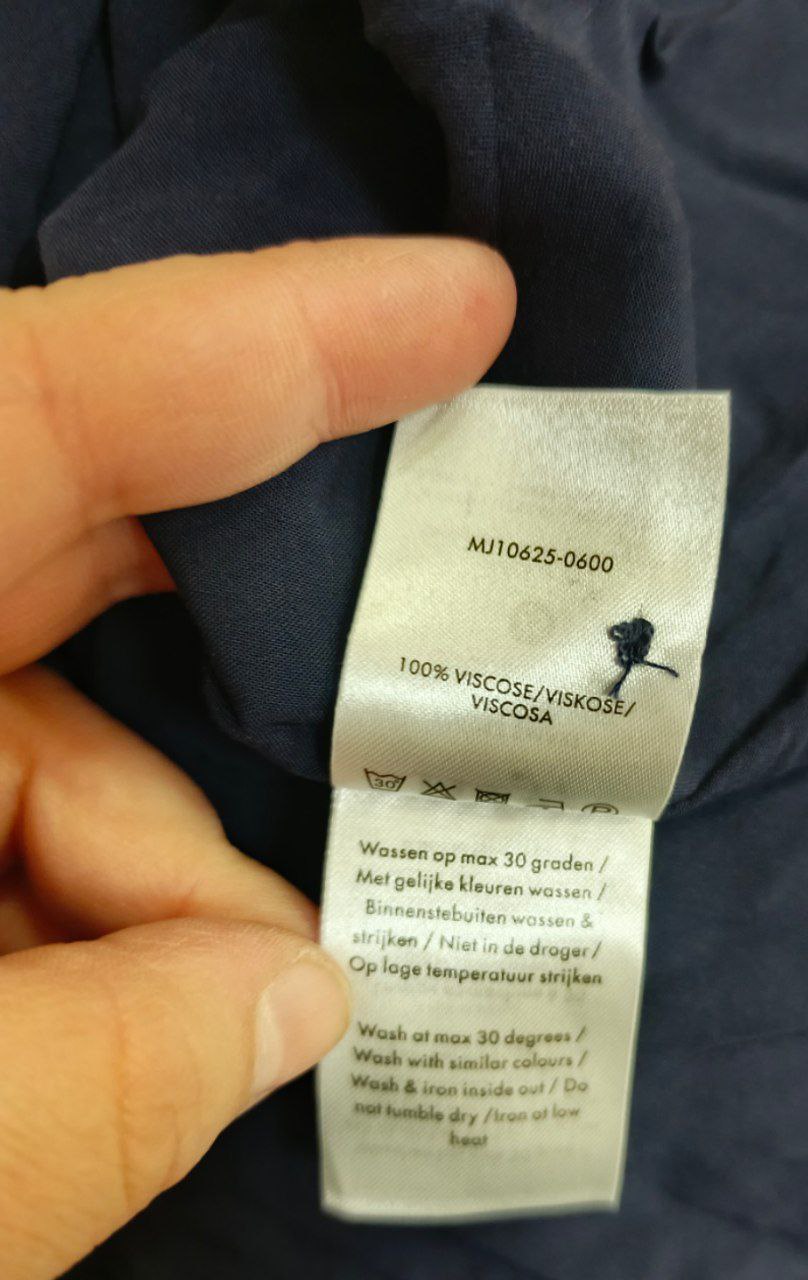 MJ10625-0600
100% VISCOSE/VISKOSE/
VISCOSA
30
P
Wassen op max 30 graden /
Met gelijke kleuren wassen /
Binnenstebuiten wassen &
strijken / Niet in de droger/
Op lage temperatuur strijken
Wash at max 30 degrees /
Wash with similar colours /
Wash & iron inside out / Do
not tumble dry /Iron at low
heat